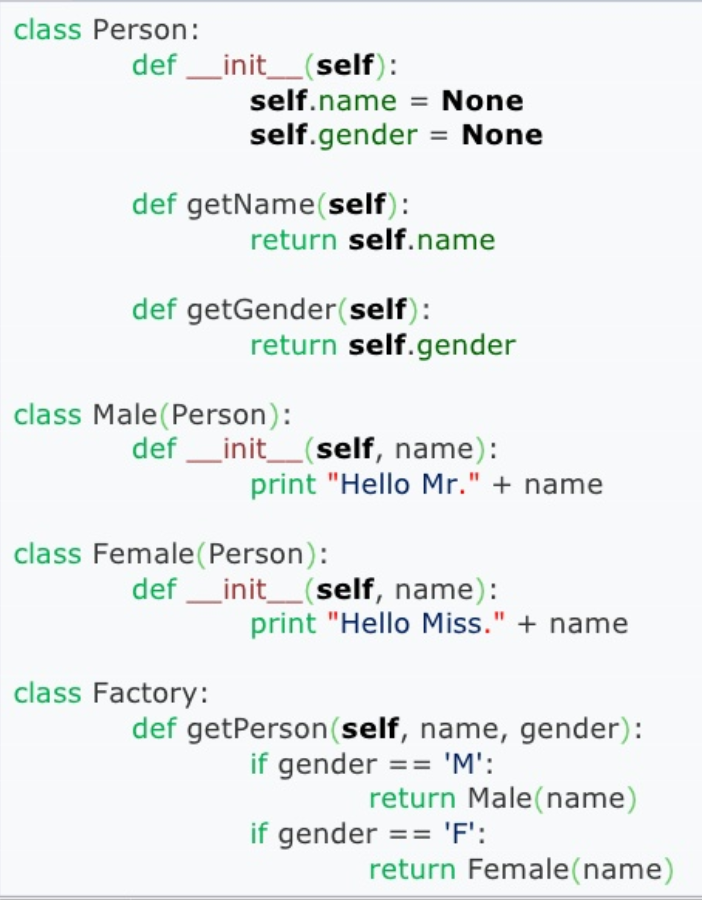 class Person:
def __init__(self):
self.name = None
self.gender = None
def getName(self):
return self.name
def getGender(self):
return self.gender
class Male(Person):
def __init__(self, name):
print "Hello Mr." + name
class Female(Person):
def __init__(self, name):
print "Hello Miss." + name
class Factory:
def getPerson(self, name, gender):
if gender == 'M':
return Male(name)
if gender == 'F':
return Female(name)